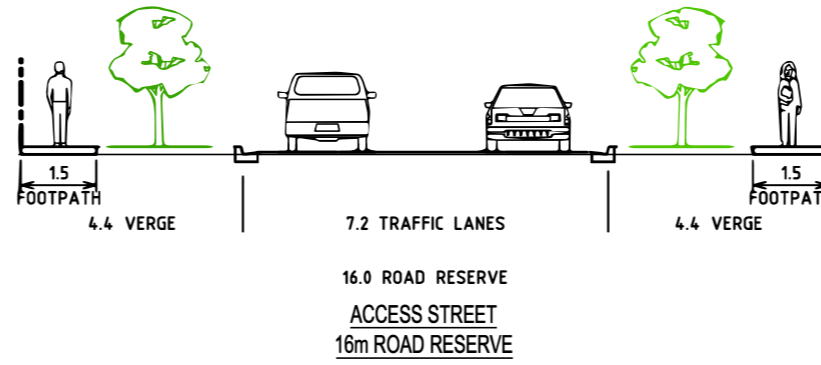 1.5 1.5
FOOTPATH FOOTPAT
4.4 VERGE 7.2 TRAFFIC LANES 4.4 VERGE
16.0 ROAD RESERVE
ACCESS STREET
16m ROAD RESERVE